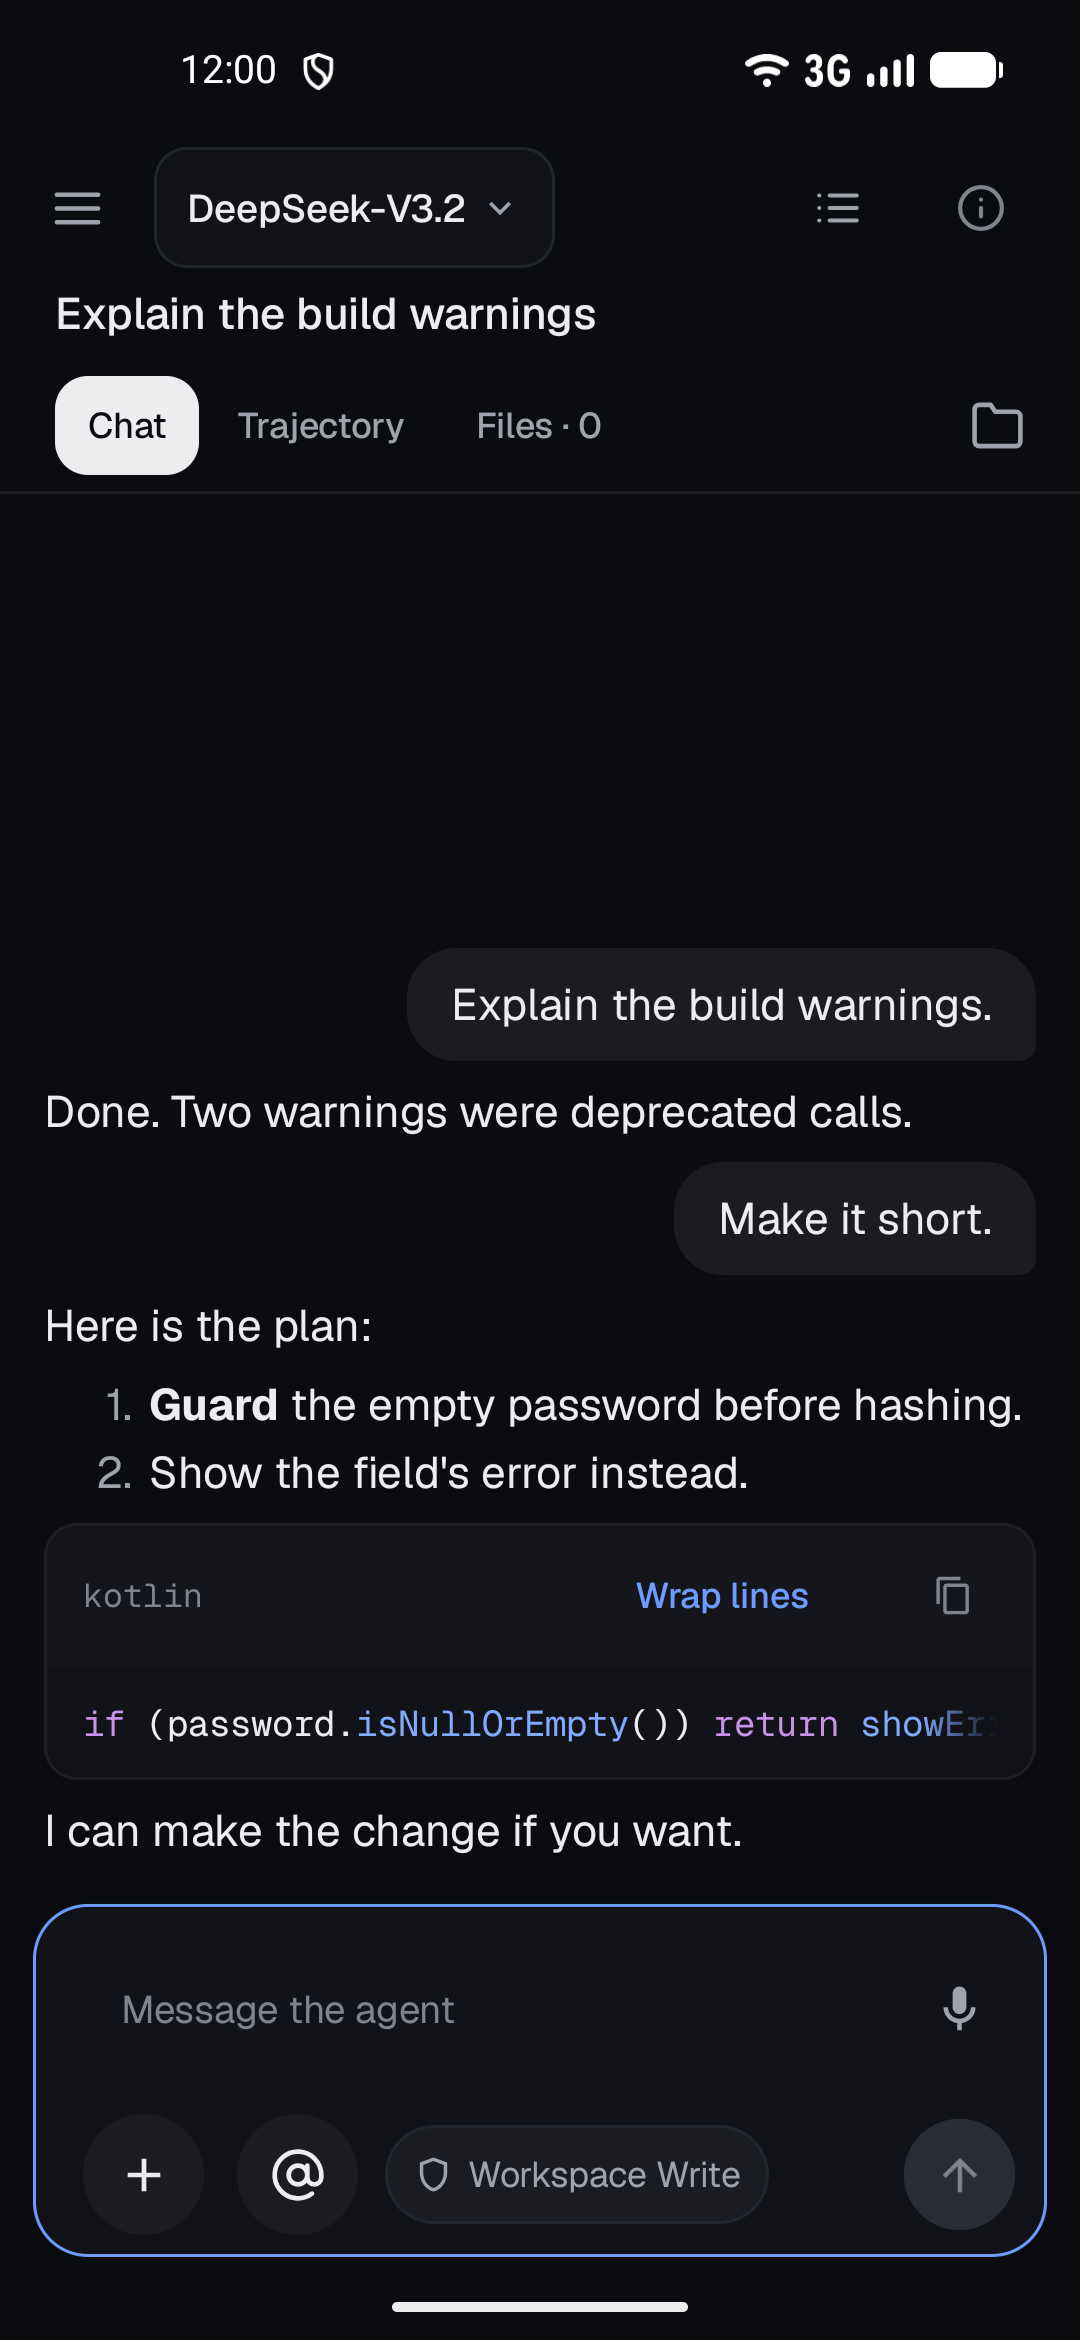 12:00
3G
DeepSeek-V3.2
Explain the build warnings
Chat
Trajectory
Files · 0
Explain the build warnings.
Done. Two warnings were deprecated calls.
Make it short.
Here is the plan:
1. Guard the empty password before hashing.
2. Show the field's error instead.
kotlin
Wrap lines
if (password.isNullOrEmpty()) return showEr
I can make the change if you want.
Message the agent
Workspace Write